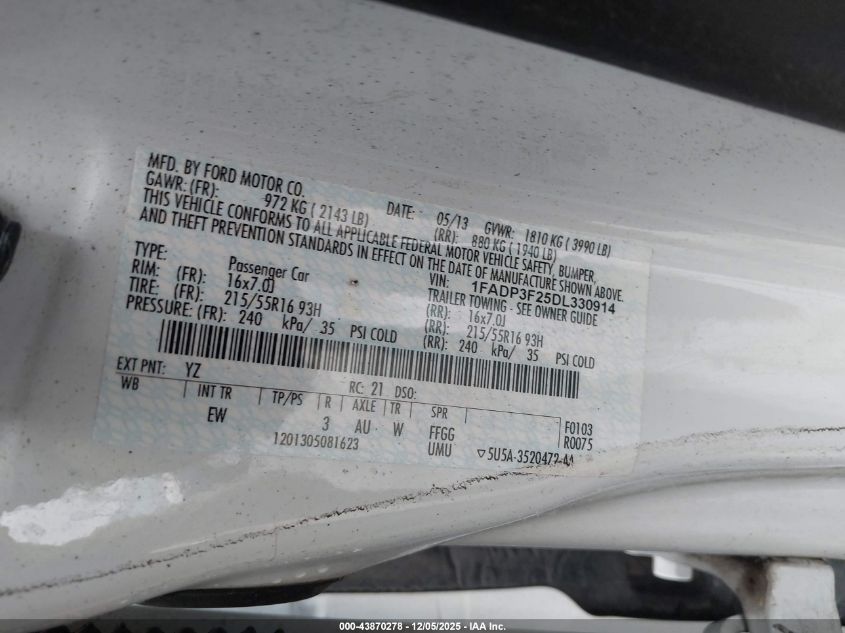 MFD. BY FORD MOTOR CO.
DATE: 05/13 GVWR: 1810 KG ( 3990 LB)
GAWR: (FR): 972 KG ( 2143 LB) (RR): 880 KG ( 1940 LB)
THIS VEHICLE CONFORMS TO ALL APPLICABLE FEDERAL MOTOR VEHICLE SAFETY, BUMPER,
AND THEFT PREVENTION STANDARDS IN EFFECT ON THE DATE OF MANUFACTURE SHOWN ABOVE.
VIN: 1FADP3F25DL330914
TYPE: Passenger Car TRAILER TOWING - SEE OWNER GUIDE
RIM: (FR): 16x7.0J (RR): 16x7.0J
TIRE: (FR): 215/55R16 93H (RR): 215/55R16 93H
PRESSURE: (FR): 240 kPa/ 35 PSI COLD (RR): 240 kPa/ 35 PSI COLD
EXT PNT: YZ RC: 21 DSO:
WB INT TR TP/PS R AXLE TR SPR F0103
EW 3 AU W FFGG R0075
1201305081623 UMU ▽5U5A-3520472-AA
000-43870278 - 12/05/2025 - IAA Inc.